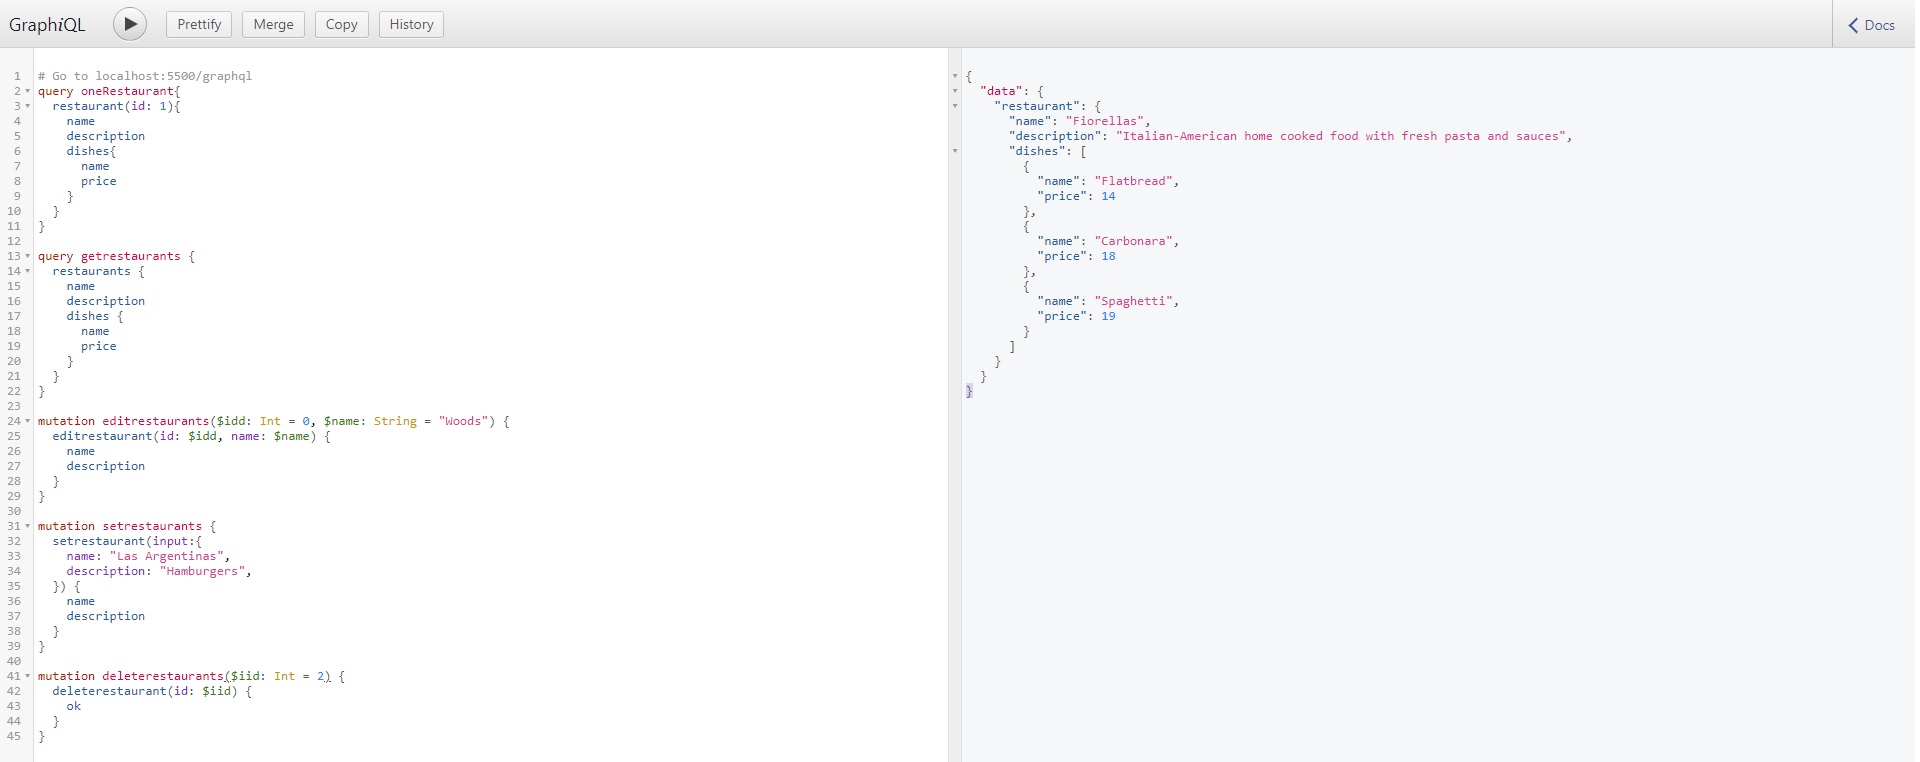 GraphiQL
Prettify
Merge
Copy
History
Docs
1 # Go to localhost:5500/graphql
2 query oneRestaurant{
3   restaurant(id: 1){
4     name
5     description
6     dishes{
7       name
8       price
9     }
10   }
11 }
12
13 query getrestaurants {
14   restaurants {
15     name
16     description
17     dishes {
18       name
19       price
20     }
21   }
22 }
23
24 mutation editrestaurants($idd: Int = 0, $name: String = "Woods") {
25   editrestaurant(id: $idd, name: $name) {
26     name
27     description
28   }
29 }
30
31 mutation setrestaurants {
32   setrestaurant(input:{
33     name: "Las Argentinas",
34     description: "Hamburgers",
35   }) {
36     name
37     description
38   }
39 }
40
41 mutation deleterestaurants($iid: Int = 2) {
42   deleterestaurant(id: $iid) {
43     ok
44   }
45 }
{
  "data": {
    "restaurant": {
      "name": "Fiorellas",
      "description": "Italian-American home cooked food with fresh pasta and sauces",
      "dishes": [
        {
          "name": "Flatbread",
          "price": 14
        },
        {
          "name": "Carbonara",
          "price": 18
        },
        {
          "name": "Spaghetti",
          "price": 19
        }
      ]
    }
  }
}